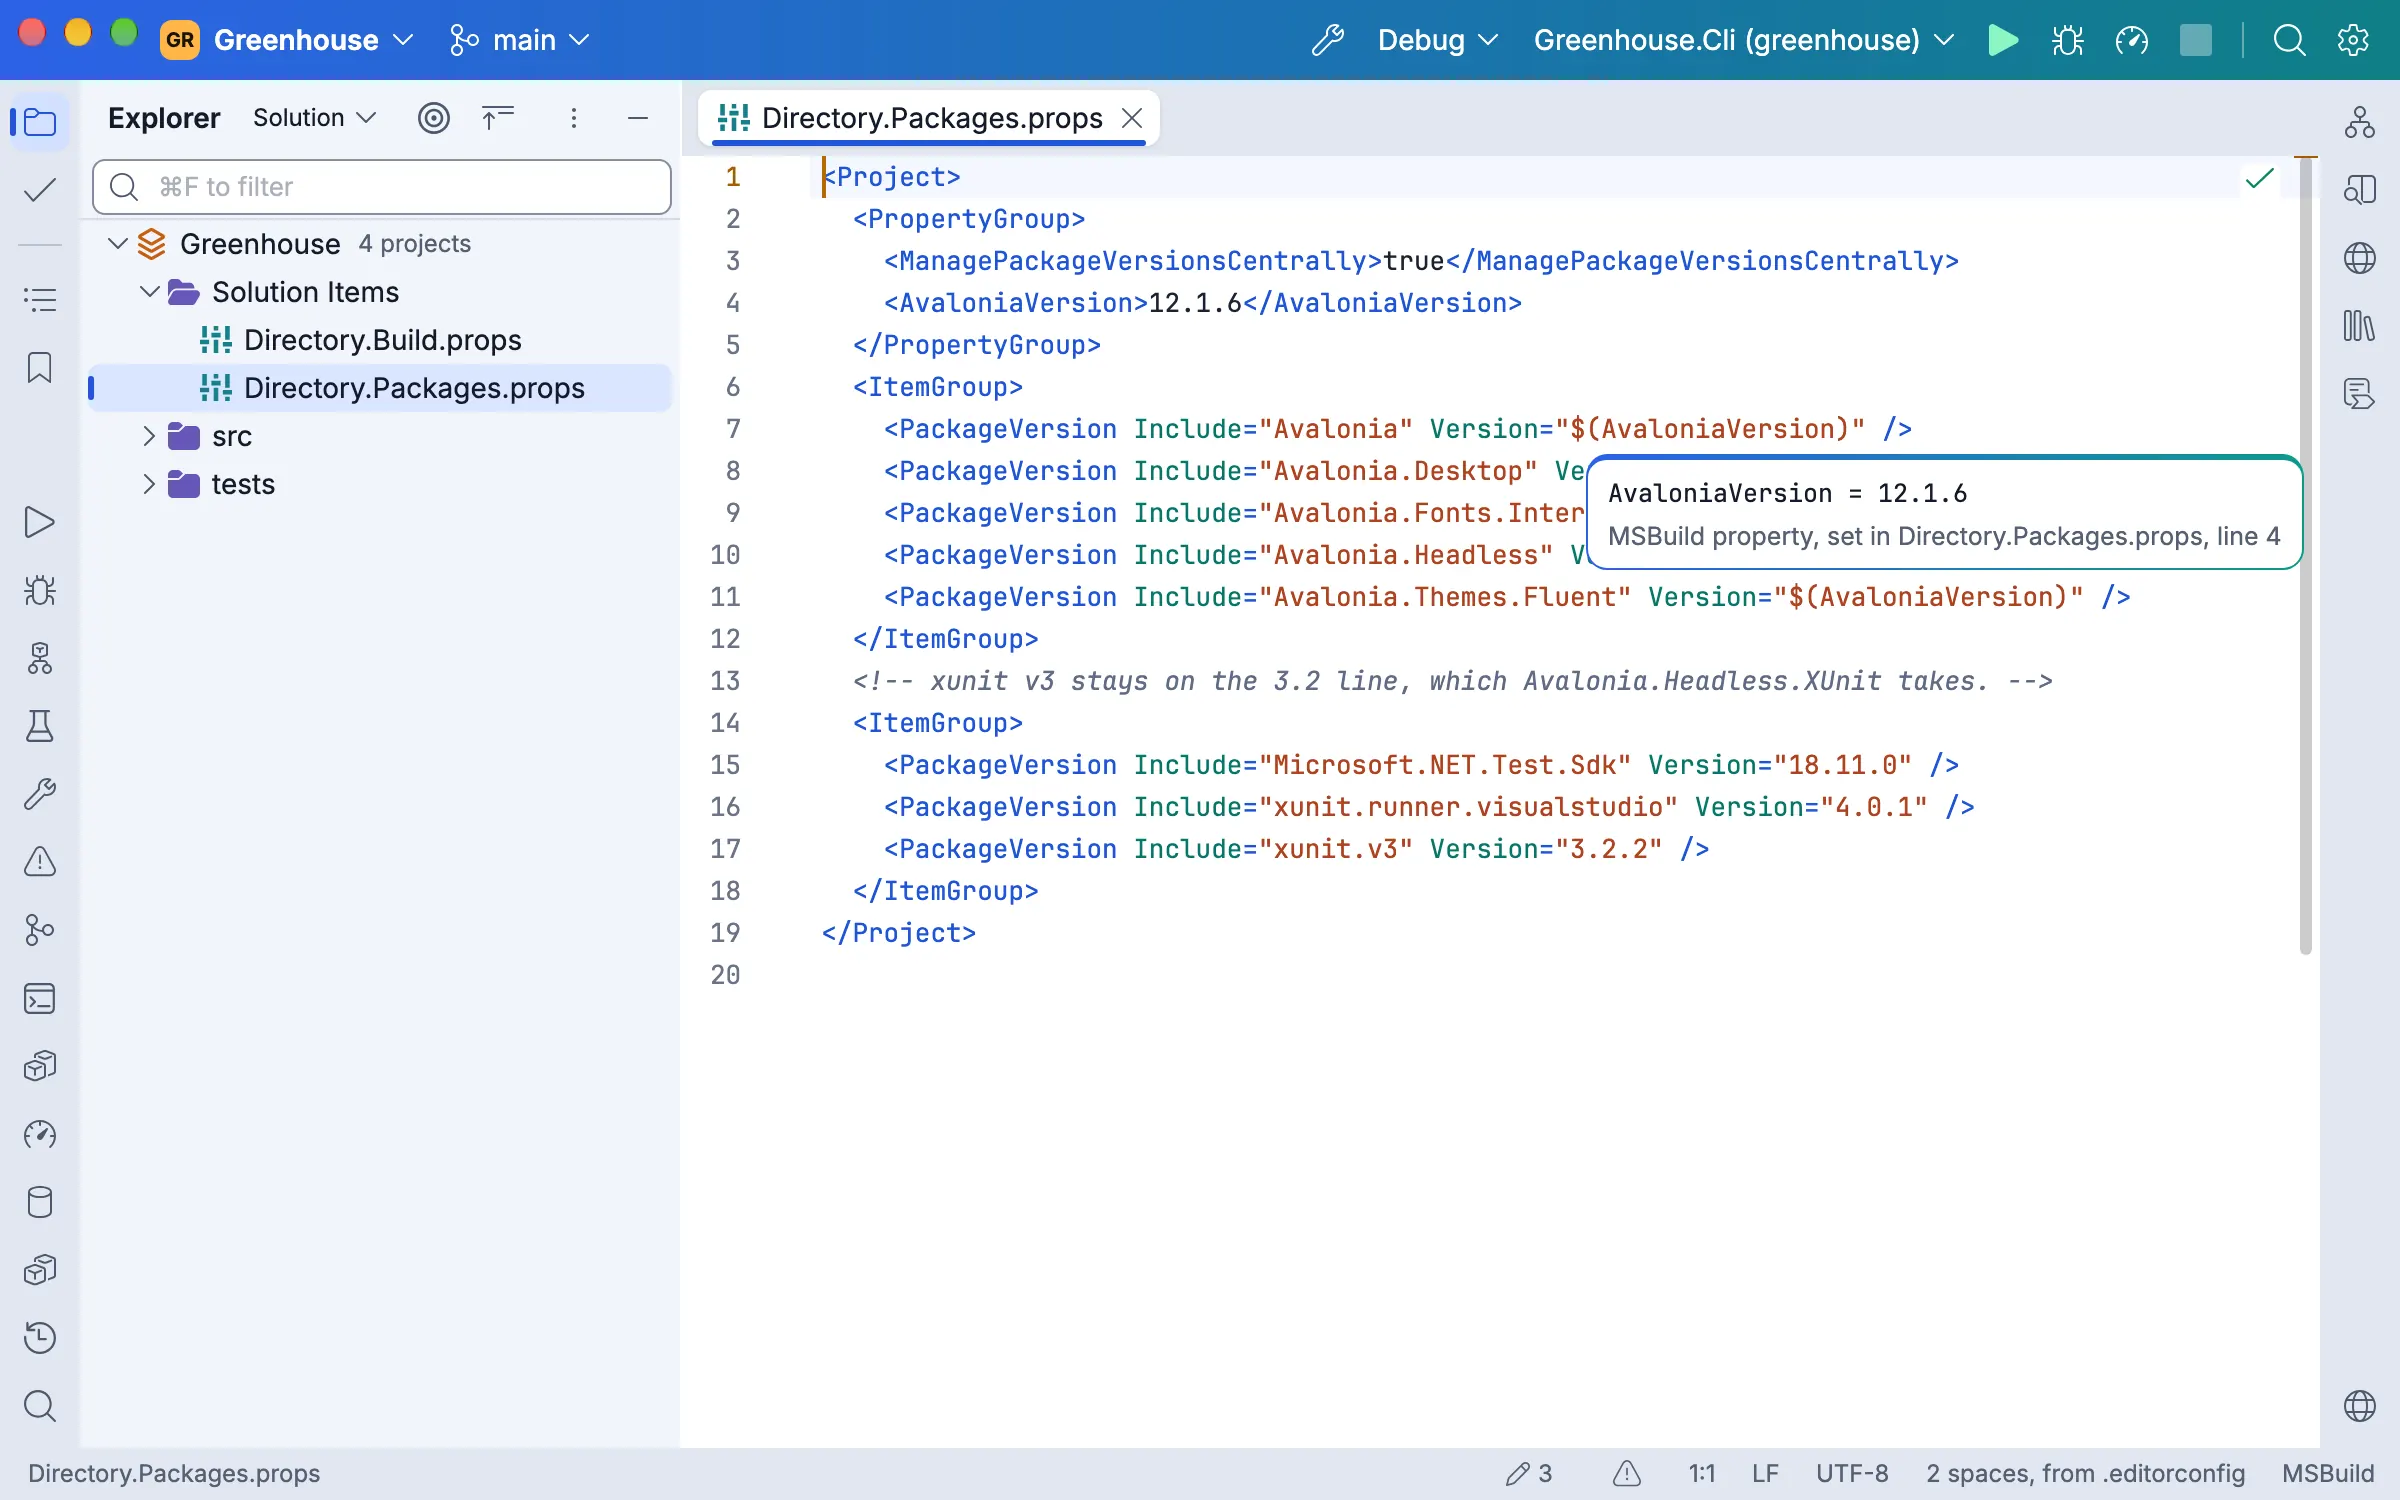 GR Greenhouse main Debug Greenhouse.Cli (greenhouse)
Explorer Solution
⌘F to filter
Greenhouse 4 projects
Solution Items
Directory.Build.props
Directory.Packages.props
src
tests
Directory.Packages.props
1 <Project>
2 <PropertyGroup>
3 <ManagePackageVersionsCentrally>true</ManagePackageVersionsCentrally>
4 <AvaloniaVersion>12.1.6</AvaloniaVersion>
5 </PropertyGroup>
6 <ItemGroup>
7 <PackageVersion Include="Avalonia" Version="$(AvaloniaVersion)" />
8 <PackageVersion Include="Avalonia.Desktop" Ve
9 <PackageVersion Include="Avalonia.Fonts.Inter
10 <PackageVersion Include="Avalonia.Headless" V
11 <PackageVersion Include="Avalonia.Themes.Fluent" Version="$(AvaloniaVersion)" />
12 </ItemGroup>
13 <!-- xunit v3 stays on the 3.2 line, which Avalonia.Headless.XUnit takes. -->
14 <ItemGroup>
15 <PackageVersion Include="Microsoft.NET.Test.Sdk" Version="18.11.0" />
16 <PackageVersion Include="xunit.runner.visualstudio" Version="4.0.1" />
17 <PackageVersion Include="xunit.v3" Version="3.2.2" />
18 </ItemGroup>
19 </Project>
20
AvaloniaVersion = 12.1.6
MSBuild property, set in Directory.Packages.props, line 4
Directory.Packages.props 3 1:1 LF UTF-8 2 spaces, from .editorconfig MSBuild